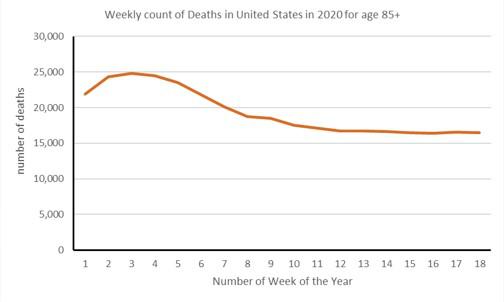 Weekly count of Deaths in United States in 2020 for age 85+
number of deaths
30,000
25,000
20,000
15,000
10,000
5,000
0
1 2 3 4 5 6 7 8 9 10 11 12 13 14 15 16 17 18
Number of Week of the Year